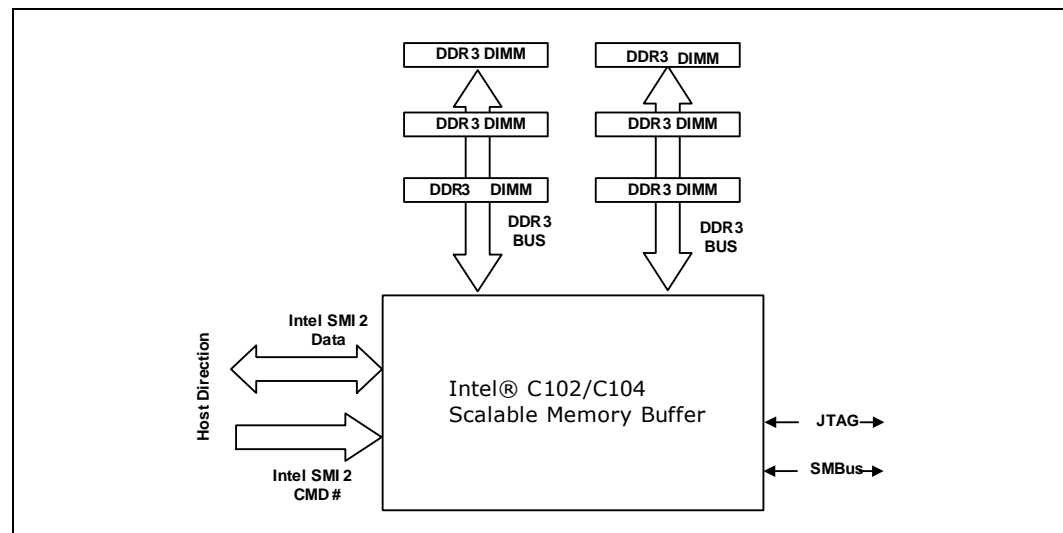 DDR3 DIMM
DDR3 DIMM
DDR3 DIMM
DDR3 DIMM
DDR3 DIMM
DDR3 DIMM
DDR3
BUS
DDR3
BUS
Host Direction
Intel SMI 2
Data
Intel SMI 2
CMD #
Intel® C102/C104
Scalable Memory Buffer
JTAG
SMBus